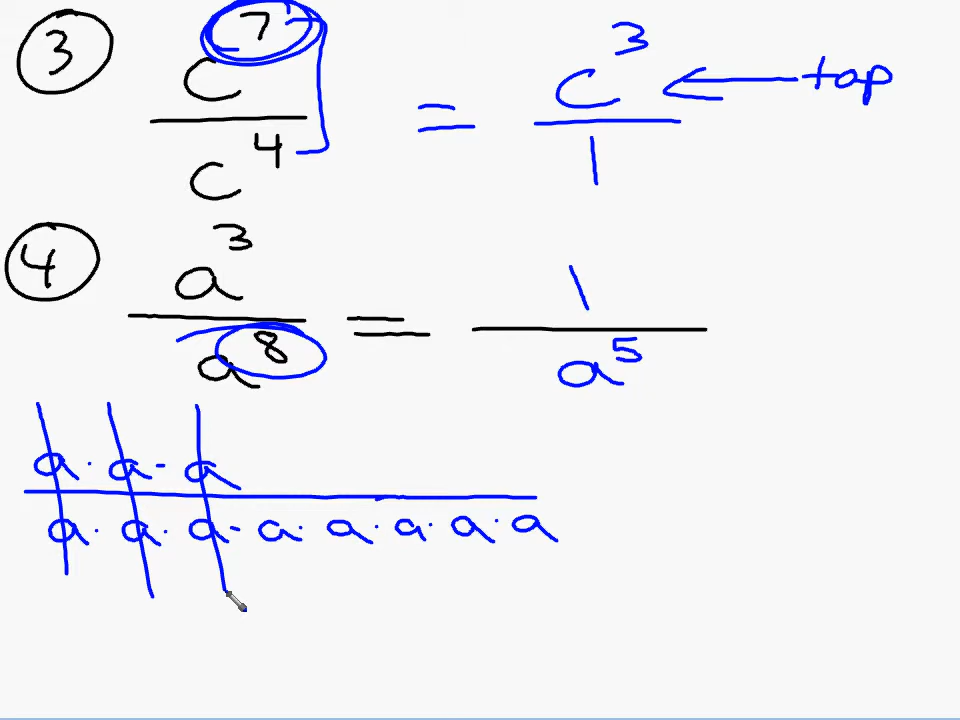 ③ c^7 / c^4 = c^3 / 1 ← top
④ a^3 / a^8 = 1 / a^5
a · a · a
a · a · a · a · a · a · a · a